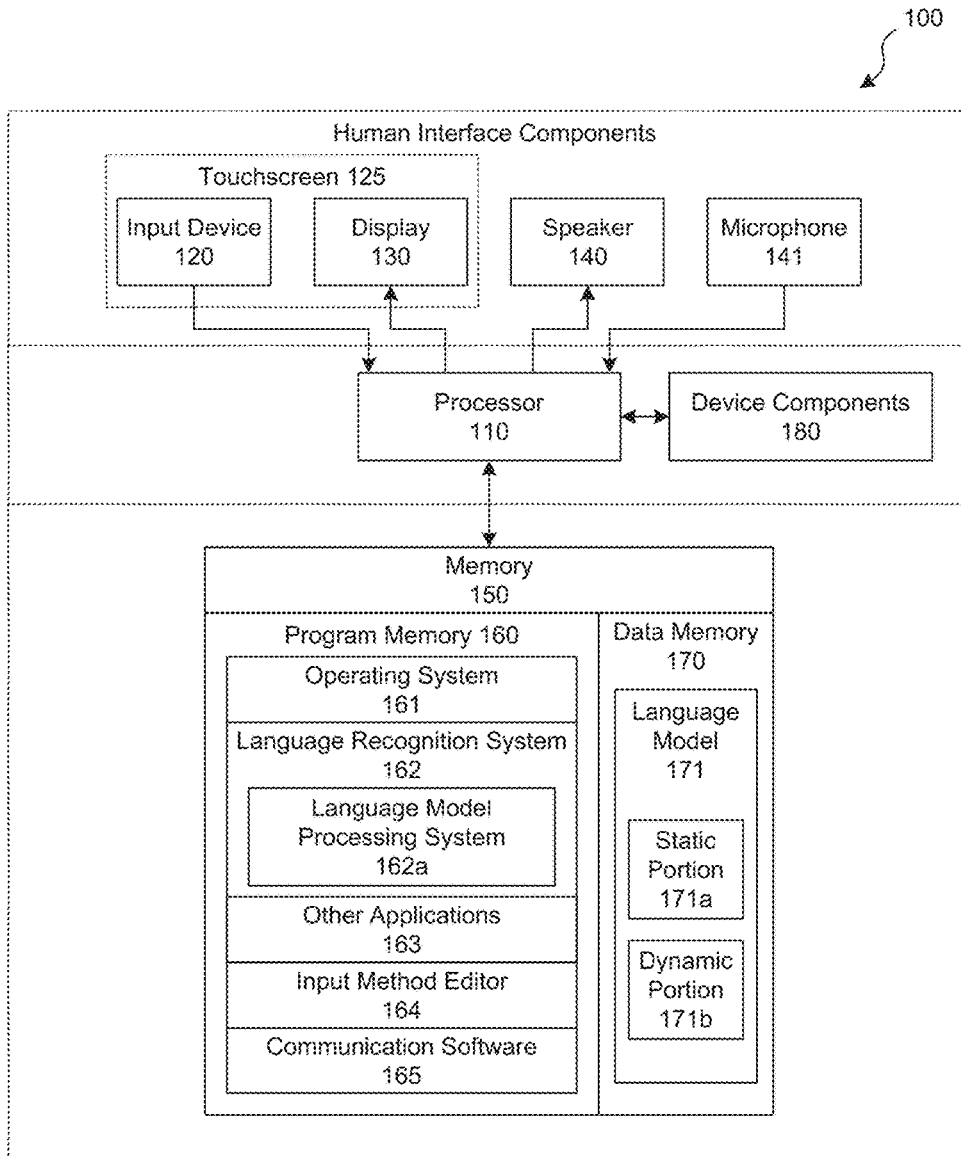 100
Human Interface Components
Touchscreen 125
Input Device
120
Display
130
Speaker
140
Microphone
141
Processor
110
Device Components
180
Memory
150
Program Memory 160
Operating System
161
Language Recognition System
162
Language Model
Processing System
162a
Other Applications
163
Input Method Editor
164
Communication Software
165
Data Memory
170
Language
Model
171
Static
Portion
171a
Dynamic
Portion
171b